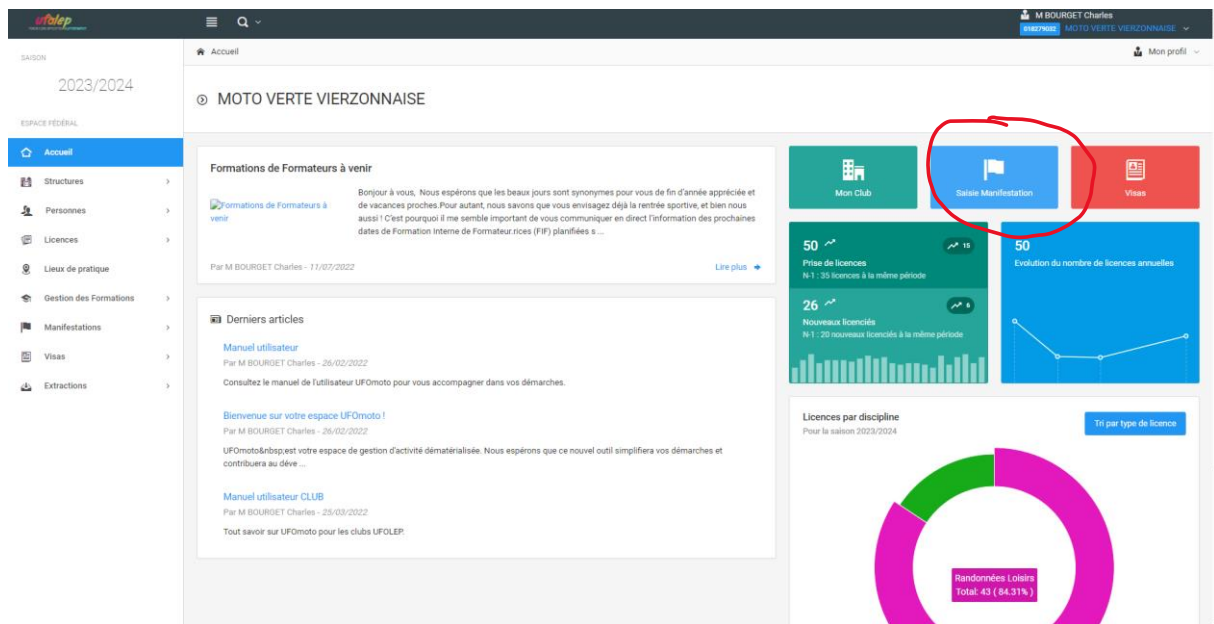 ufolep
M BOURGET Charles
018279032 MOTO VERTE VIERZONNAISE
SAISON
2023/2024
ESPACE FÉDÉRAL
Accueil
Structures
Personnes
Licences
Lieux de pratique
Gestion des Formations
Manifestations
Visas
Extractions
Accueil
Mon profil
MOTO VERTE VIERZONNAISE
Formations de Formateurs à venir
Formations de Formateurs à
venir
Bonjour à vous, Nous espérons que les beaux jours sont synonymes pour vous de fin d'année appréciée et
de vacances proches.Pour autant, nous savons que vous envisagez déjà la rentrée sportive, et bien nous
aussi ! C'est pourquoi il me semble important de vous communiquer en direct l'information des prochaines
dates de Formation Interne de Formateur.rices (FIF) planifiées s ...
Par M BOURGET Charles - 11/07/2022
Lire plus
Derniers articles
Manuel utilisateur
Par M BOURGET Charles - 26/02/2022
Consultez le manuel de l'utilisateur UFOmoto pour vous accompagner dans vos démarches.
Bienvenue sur votre espace UFOmoto !
Par M BOURGET Charles - 26/02/2022
UFOmoto&nbsp;est votre espace de gestion d'activité dématérialisée. Nous espérons que ce nouvel outil simplifiera vos démarches et
contribuera au déve ...
Manuel utilisateur CLUB
Par M BOURGET Charles - 25/03/2022
Tout savoir sur UFOmoto pour les clubs UFOLEP.
Mon Club
Saisie Manifestation
Visas
50
15
Prise de licences
N-1 : 35 licences à la même période
26
6
Nouveaux licenciés
N-1 : 20 nouveaux licenciés à la même période
50
Evolution du nombre de licences annuelles
Licences par discipline
Pour la saison 2023/2024
Tri par type de licence
Randonnées Loisirs
Total: 43 ( 84.31% )